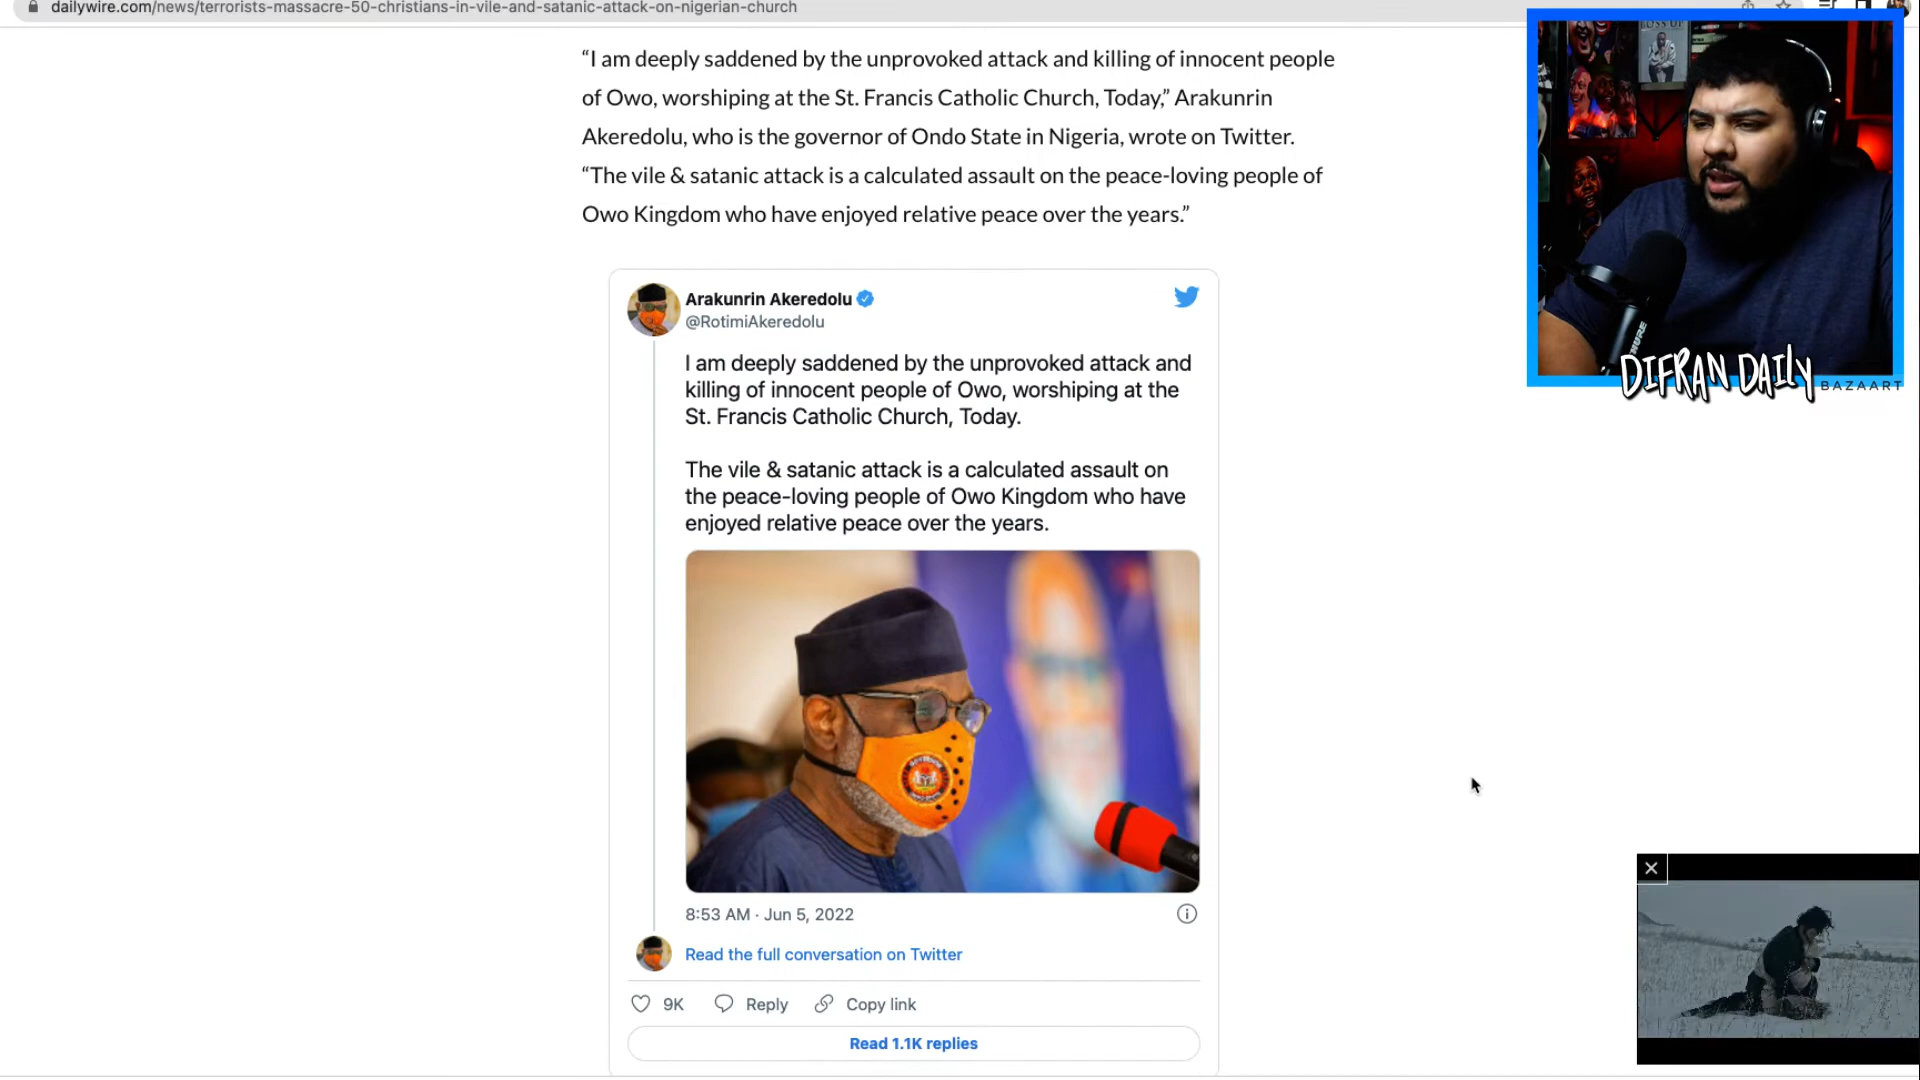 dailywire.com/news/terrorists-massacre-50-christians-in-vile-and-satanic-attack-on-nigerian-church
“I am deeply saddened by the unprovoked attack and killing of innocent people
of Owo, worshiping at the St. Francis Catholic Church, Today,” Arakunrin
Akeredolu, who is the governor of Ondo State in Nigeria, wrote on Twitter.
“The vile & satanic attack is a calculated assault on the peace-loving people of
Owo Kingdom who have enjoyed relative peace over the years.”
Arakunrin Akeredolu
@RotimiAkeredolu
I am deeply saddened by the unprovoked attack and
killing of innocent people of Owo, worshiping at the
St. Francis Catholic Church, Today.
The vile & satanic attack is a calculated assault on
the peace-loving people of Owo Kingdom who have
enjoyed relative peace over the years.
8:53 AM · Jun 5, 2022
Read the full conversation on Twitter
9K Reply Copy link
Read 1.1K replies
DIFRAN DAILY
BAZAART